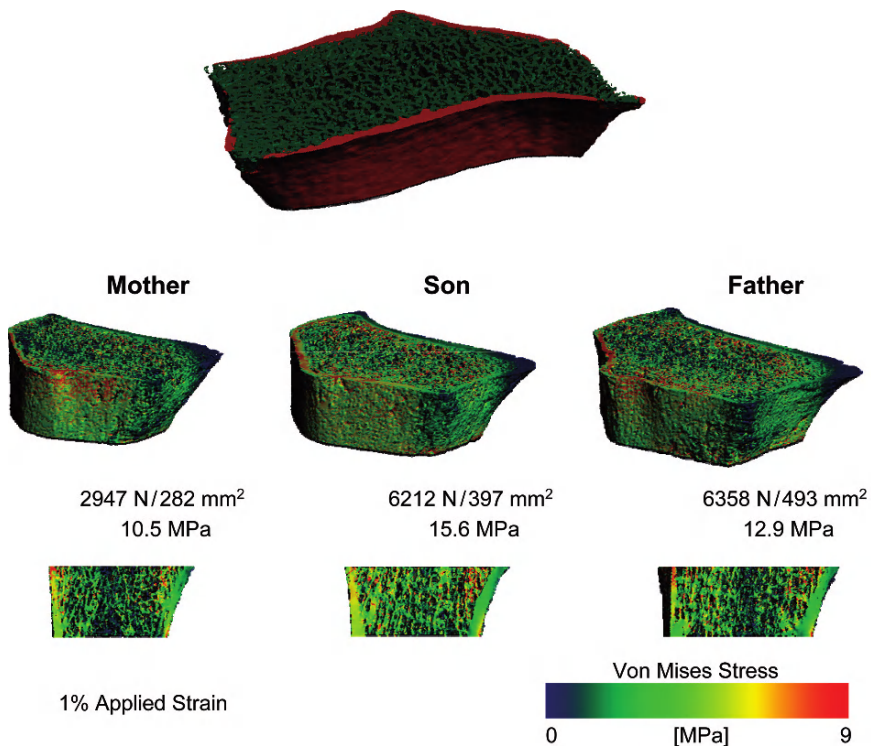 Mother Son Father
2947 N/282 mm² 6212 N/397 mm² 6358 N/493 mm²
10.5 MPa 15.6 MPa 12.9 MPa
1% Applied Strain
Von Mises Stress
0 [MPa] 9